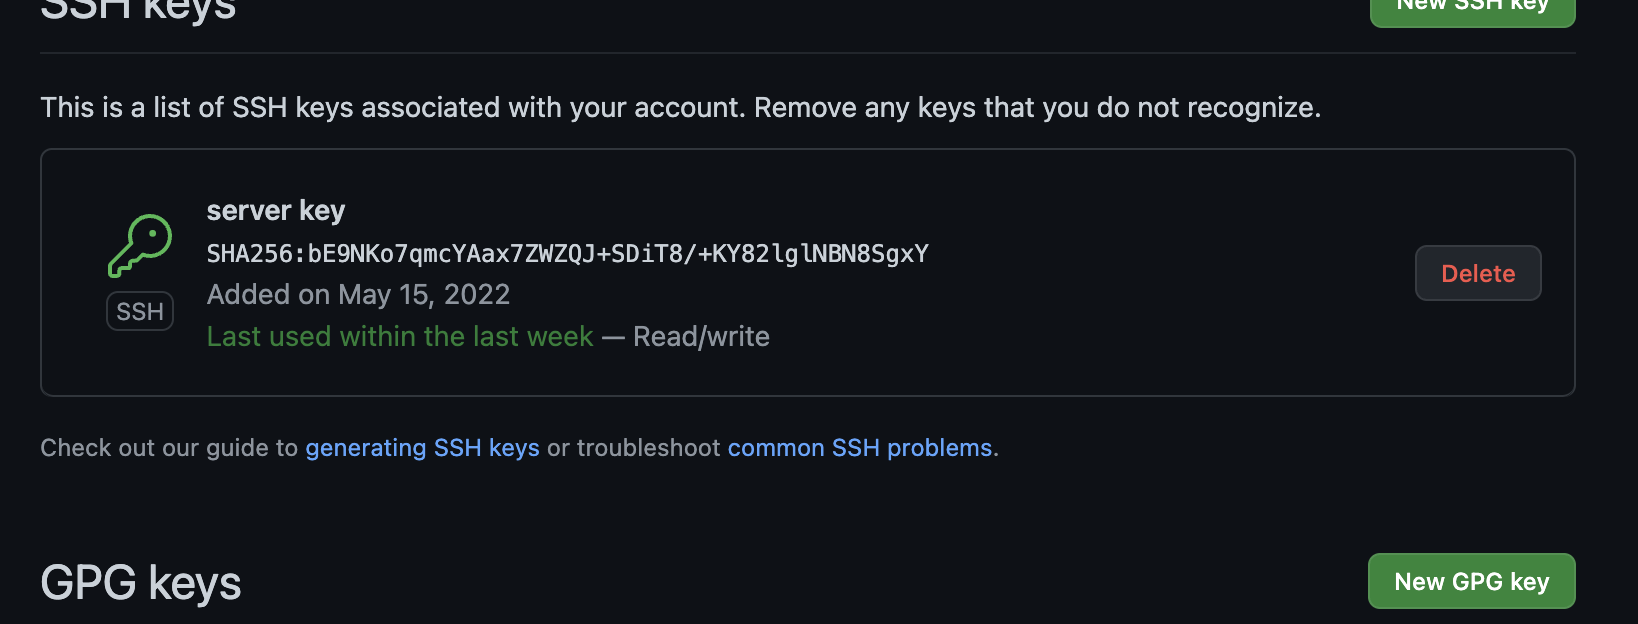 SSH keys
New SSH key
This is a list of SSH keys associated with your account. Remove any keys that you do not recognize.
server key
SHA256:bE9NKo7qmcYAax7ZWZQJ+SDiT8/+KY82lglNBN8SgxY
Added on May 15, 2022
Last used within the last week — Read/write
SSH
Delete
Check out our guide to generating SSH keys or troubleshoot common SSH problems.
GPG keys
New GPG key